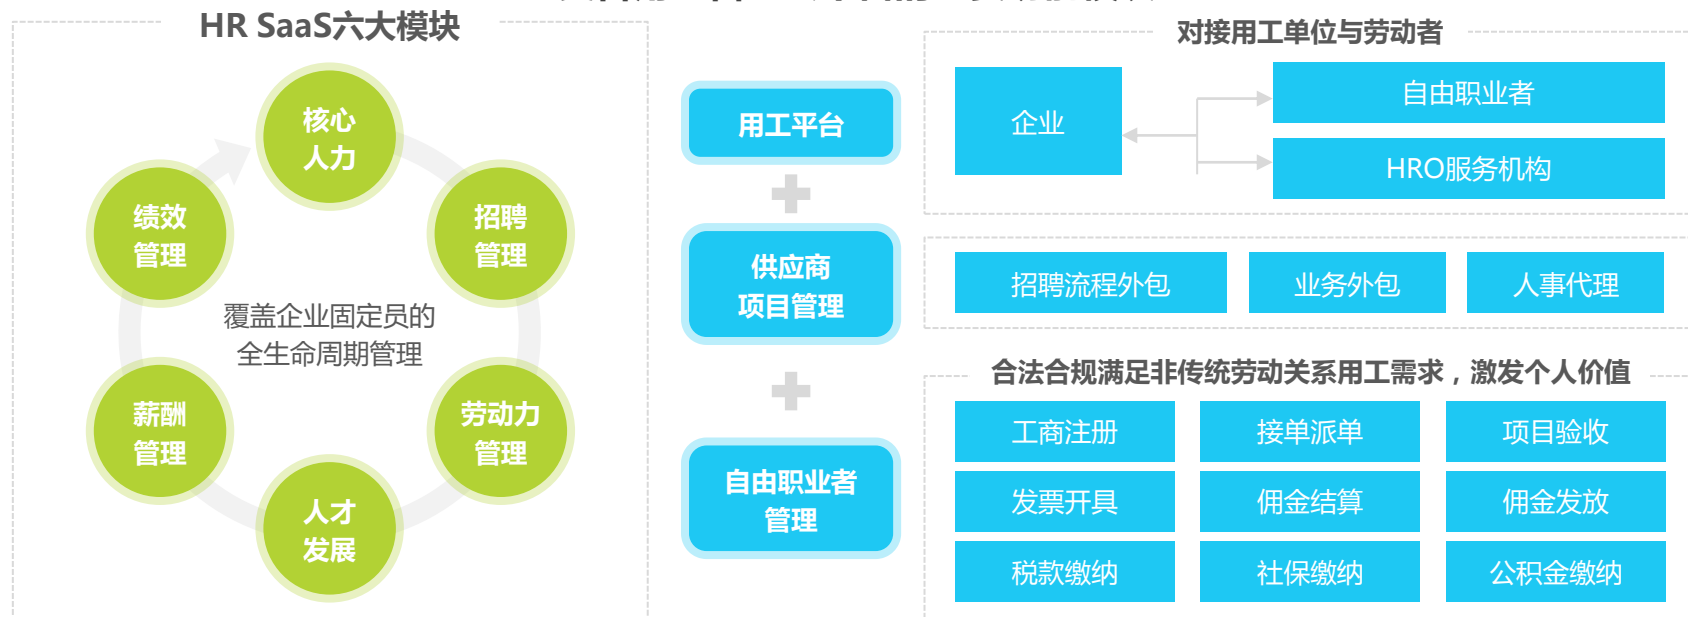 HR SaaS六大模块
核心
人力
招聘
管理
劳动力
管理
人才
发展
薪酬
管理
绩效
管理
覆盖企业固定员的
全生命周期管理
用工平台
供应商
项目管理
自由职业者
管理
对接用工单位与劳动者
企业
自由职业者
HRO服务机构
招聘流程外包
业务外包
人事代理
合法合规满足非传统劳动关系用工需求，激发个人价值
工商注册
接单派单
项目验收
发票开具
佣金结算
佣金发放
税款缴纳
社保缴纳
公积金缴纳